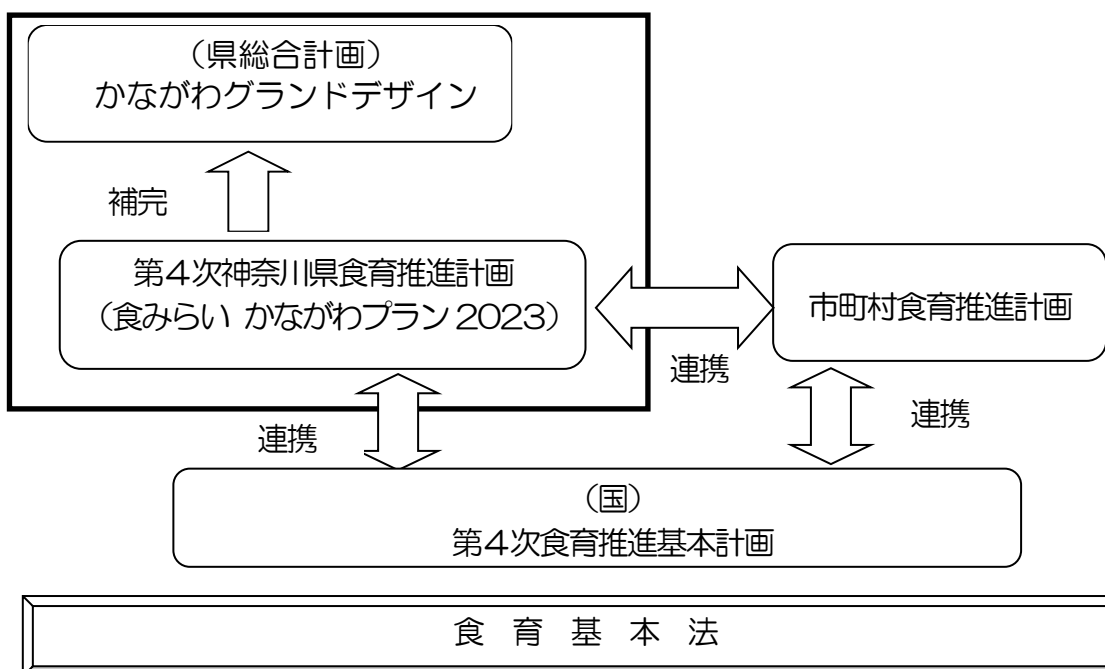 （県総合計画）
かながわグランドデザイン
補完
第４次神奈川県食育推進計画
（食みらい かながわプラン 2023）
市町村食育推進計画
連携
連携
連携
（国）
第４次食育推進基本計画
食 育 基 本 法